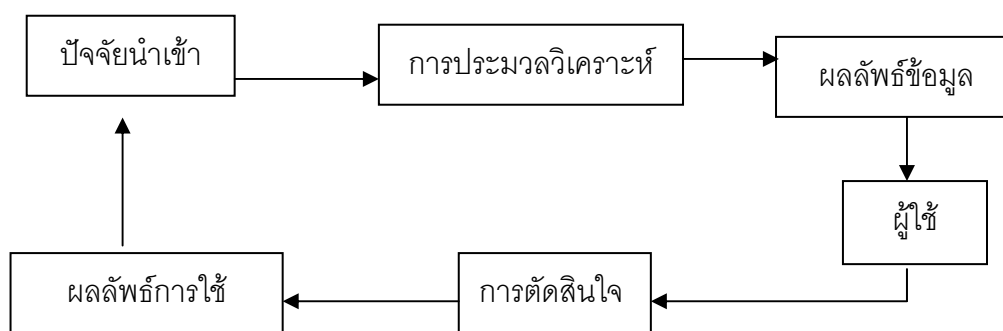 ปัจจัยนำเข้า
การประมวลวิเคราะห์
ผลลัพธ์ข้อมูล
ผู้ใช้
การตัดสินใจ
ผลลัพธ์การใช้